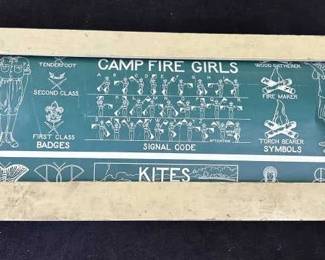 TENDERFOOT
SECOND CLASS
FIRST CLASS
BADGES
CAMP FIRE GIRLS
SIGNAL CODE
ATTENTION
WOOD GATHERER
FIRE MAKER
TORCH BEARER
SYMBOLS
KITES